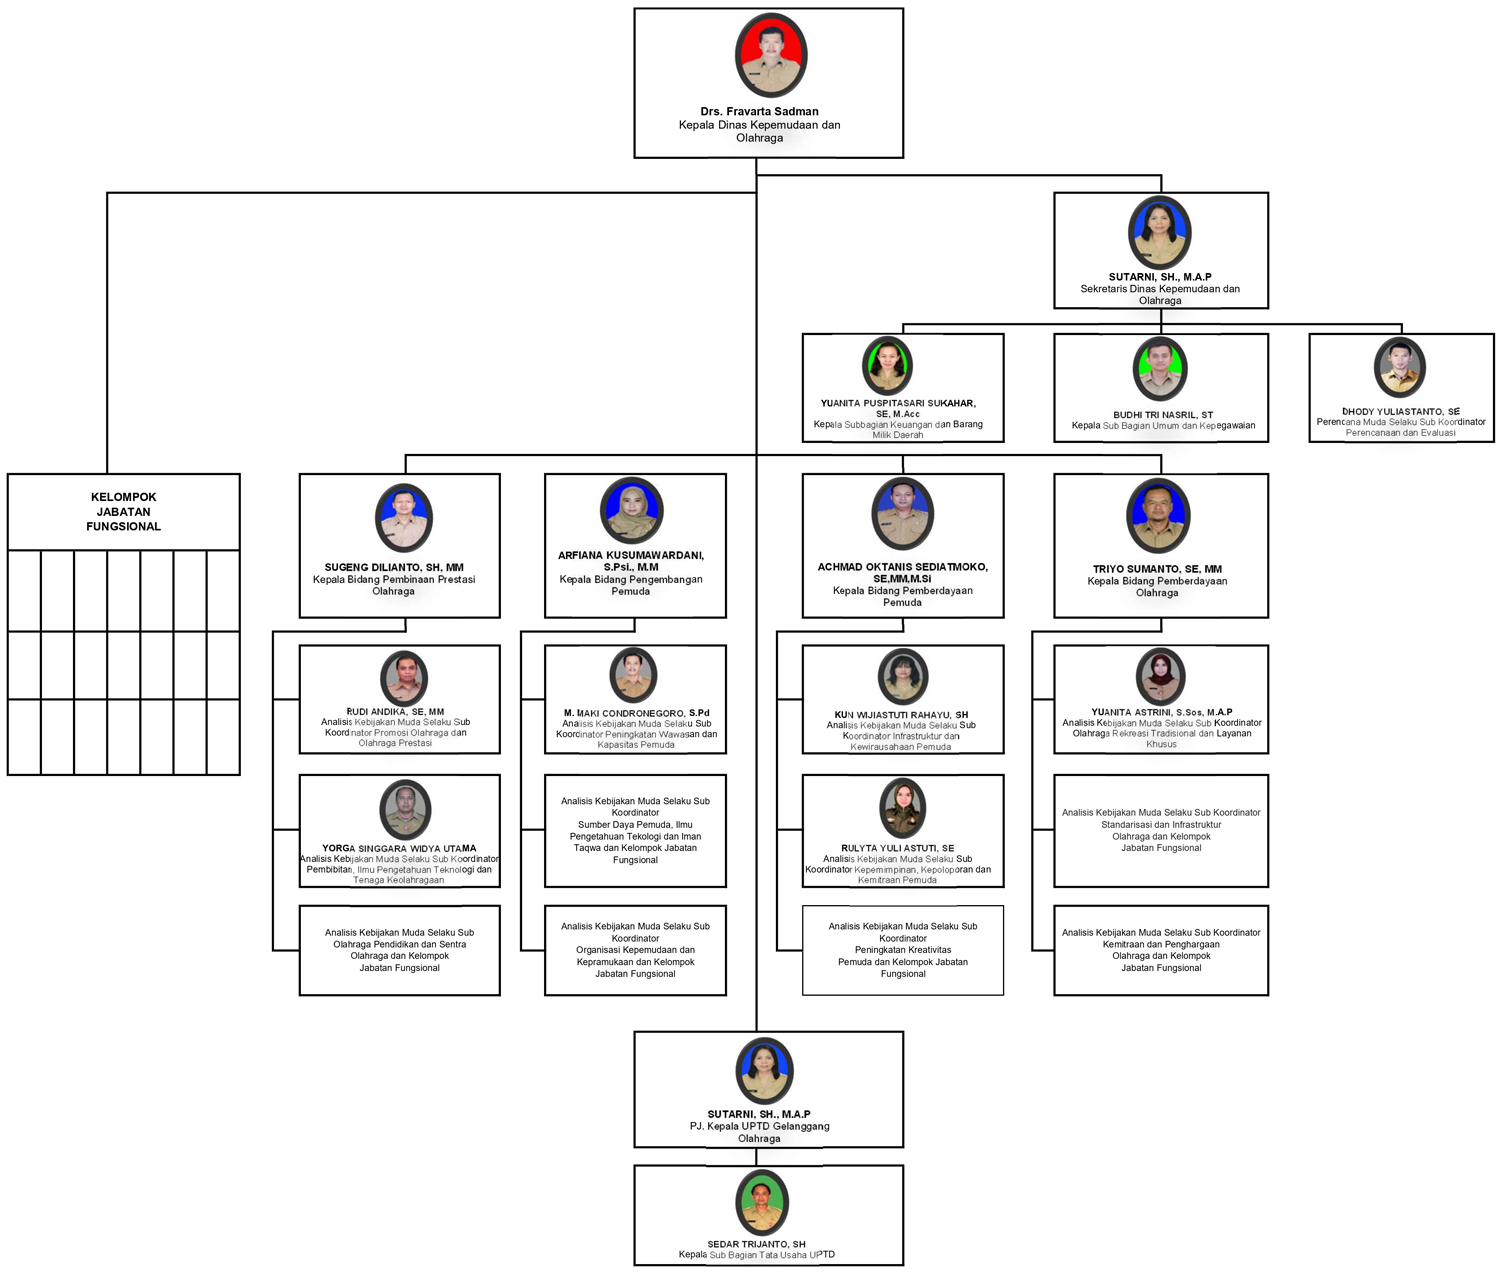 Drs. Fravarta Sadman
Kepala Dinas Kepemudaan dan
Olahraga
SUTARNI, SH., M.A.P
Sekretaris Dinas Kepemudaan dan
Olahraga
YUANITA PUSPITASARI SUKAHAR,
SE, M.Acc
Kepala Subbagian Keuangan dan Barang
Milik Daerah
BUDHI TRI NASRIL, ST
Kepala Sub Bagian Umum dan Kepegawaian
DHODY YULIASTANTO, SE
Perencana Muda Selaku Sub Koordinator
Perencanaan dan Evaluasi
KELOMPOK
JABATAN
FUNGSIONAL
SUGENG DILIANTO, SH, MM
Kepala Bidang Pembinaan Prestasi
Olahraga
ARFIANA KUSUMAWARDANI,
S.Psi., M.M
Kepala Bidang Pengembangan
Pemuda
ACHMAD OKTANIS SEDIATMOKO,
SE,MM,M.Si
Kepala Bidang Pemberdayaan
Pemuda
TRIYO SUMANTO, SE, MM
Kepala Bidang Pemberdayaan
Olahraga
RUDI ANDIKA, SE, MM
Analisis Kebijakan Muda Selaku Sub
Koordinator Promosi Olahraga dan
Olahraga Prestasi
M. MAKI CONDRONEGORO, S.Pd
Analisis Kebijakan Muda Selaku Sub
Koordinator Peningkatan Wawasan dan
Kapasitas Pemuda
KUN WIJIASTUTI RAHAYU, SH
Analisis Kebijakan Muda Selaku Sub
Koordinator Infrastruktur dan
Kewirausahaan Pemuda
YUANITA ASTRINI, S.Sos, M.A.P
Analisis Kebijakan Muda Selaku Sub Koordinator
Olahraga Rekreasi Tradisional dan Layanan
Khusus
YORGA SINGGARA WIDYA UTAMA
Analisis Kebijakan Muda Selaku Sub Koordinator
Pembibitan, Ilmu Pengetahuan Teknologi dan
Tenaga Keolahragaan
Analisis Kebijakan Muda Selaku Sub
Koordinator
Sumber Daya Pemuda, Ilmu
Pengetahuan Tekologi dan Iman
Taqwa dan Kelompok Jabatan
Fungsional
RULYTA YULI ASTUTI, SE
Analisis Kebijakan Muda Selaku Sub
Koordinator Kepemimpinan, Kepoloporan dan
Kemitraan Pemuda
Analisis Kebijakan Muda Selaku Sub Koordinator
Standarisasi dan Infrastruktur
Olahraga dan Kelompok
Jabatan Fungsional
Analisis Kebijakan Muda Selaku Sub
Olahraga Pendidikan dan Sentra
Olahraga dan Kelompok
Jabatan Fungsional
Analisis Kebijakan Muda Selaku Sub
Koordinator
Organisasi Kepemudaan dan
Kepramukaan dan Kelompok
Jabatan Fungsional
Analisis Kebijakan Muda Selaku Sub
Koordinator
Peningkatan Kreativitas
Pemuda dan Kelompok Jabatan
Fungsional
Analisis Kebijakan Muda Selaku Sub Koordinator
Kemitraan dan Penghargaan
Olahraga dan Kelompok
Jabatan Fungsional
SUTARNI, SH., M.A.P
PJ. Kepala UPTD Gelanggang
Olahraga
SEDAR TRIJANTO, SH
Kepala Sub Bagian Tata Usaha UPTD